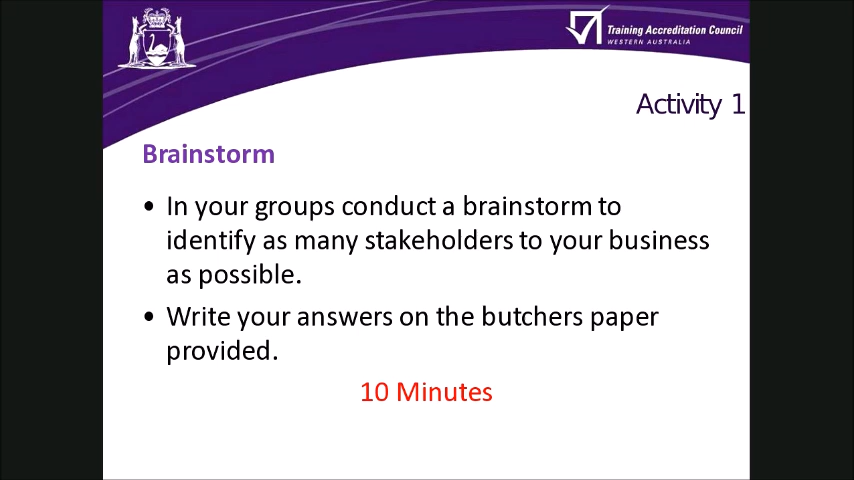 Training Accreditation Council
WESTERN AUSTRALIA
Activity 1
Brainstorm
• In your groups conduct a brainstorm to
identify as many stakeholders to your business
as possible.
• Write your answers on the butchers paper
provided.
10 Minutes